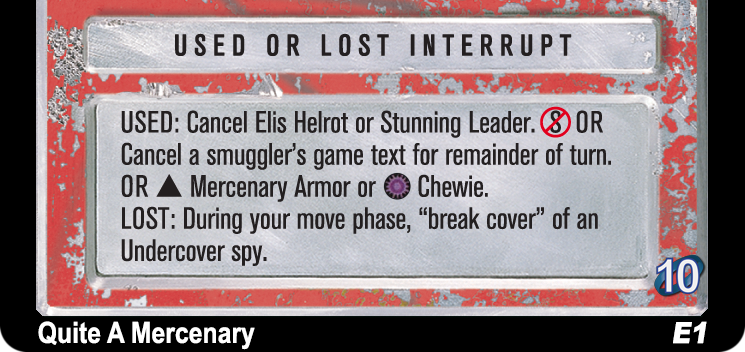 USED OR LOST INTERRUPT
USED: Cancel Elis Helrot or Stunning Leader. 8 OR
Cancel a smuggler's game text for remainder of turn.
OR ▲ Mercenary Armor or Chewie.
LOST: During your move phase, “break cover” of an
Undercover spy.
10
Quite A Mercenary E1